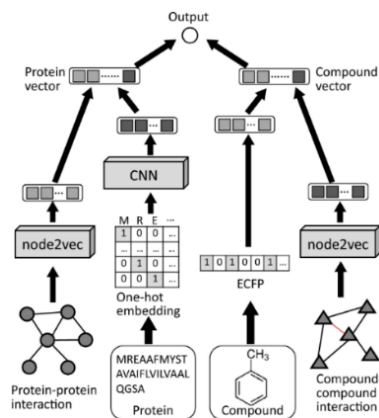 Output
Protein
vector
Compound
vector
CNN
M R E ...
1 0 0 ...
... ... ... ...
0 1 0 ...
0 0 1 ...
node2vec
One-hot
embedding
1 0 1 0 0 1 ...
ECFP
node2vec
Protein-protein
interaction
MREAAFMYST
AVAIFLVILVAAL
QGSA
Protein
CH3
Compound
Compound
compound
interaction